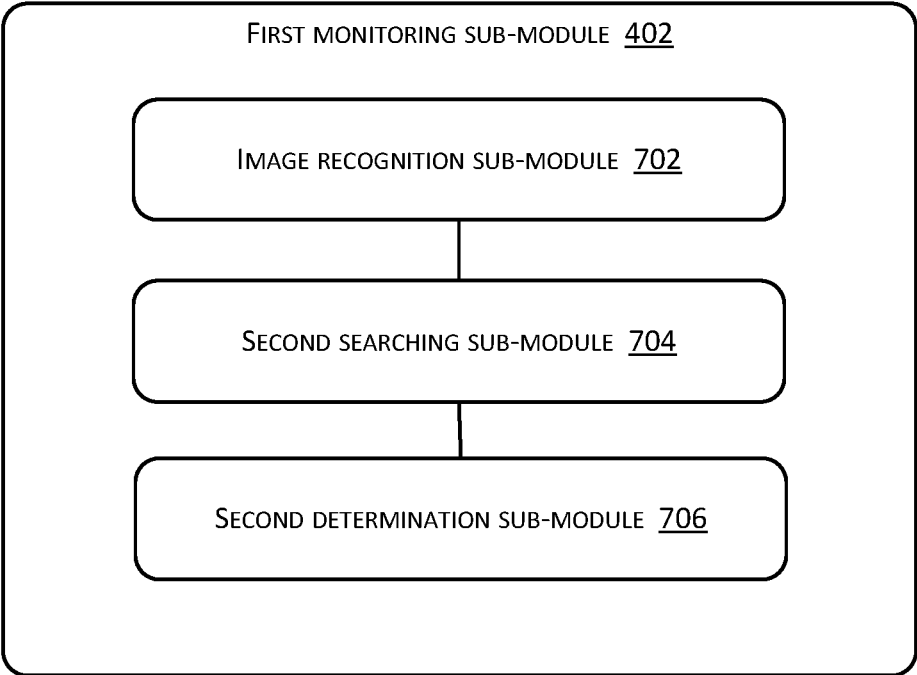 First monitoring sub-module 402
Image recognition sub-module 702
Second searching sub-module 704
Second determination sub-module 706